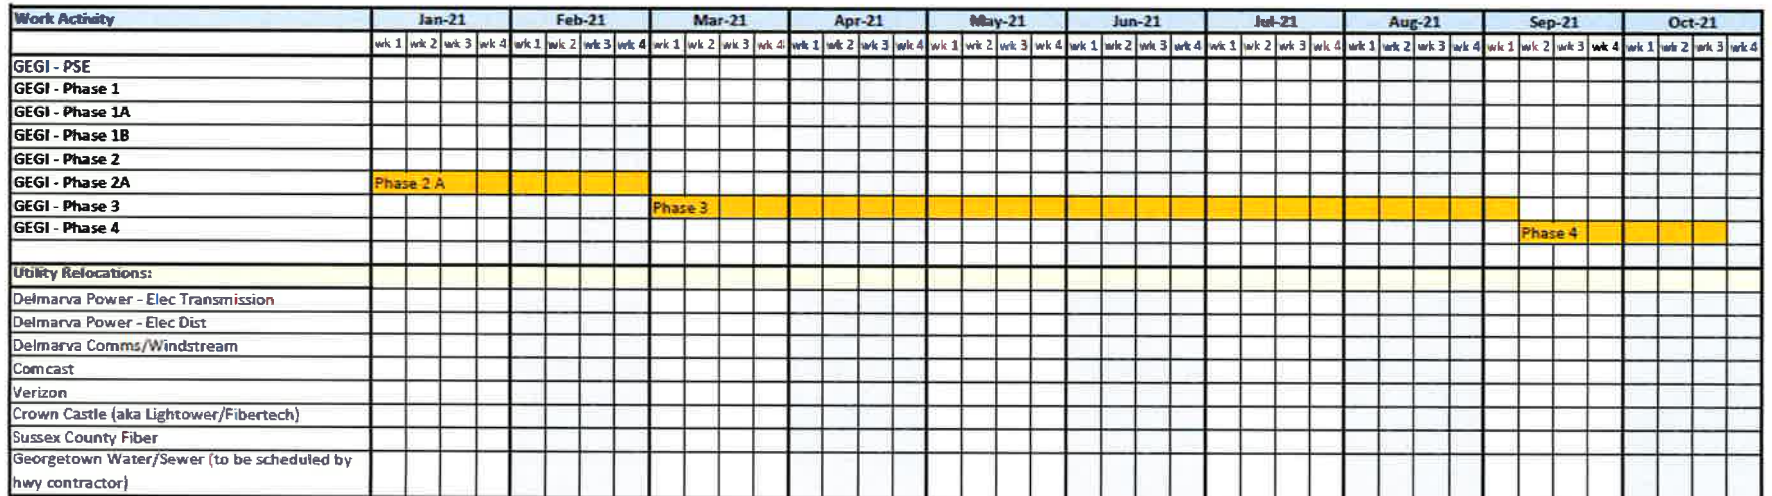 Work Activity Jan-21 Feb-21 Mar-21 Apr-21 May-21 Jun-21 Jul-21 Aug-21 Sep-21 Oct-21
wk 1 wk 2 wk 3 wk 4 wk 1 wk 2 wk 3 wk 4 wk 1 wk 2 wk 3 wk 4 wk 1 wk 2 wk 3 wk 4 wk 1 wk 2 wk 3 wk 4 wk 1 wk 2 wk 3 wk 4 wk 1 wk 2 wk 3 wk 4 wk 1 wk 2 wk 3 wk 4 wk 1 wk 2 wk 3 wk 4 wk 1 wk 2 wk 3 wk 4
GEGI - PSE
GEGI - Phase 1
GEGI - Phase 1A
GEGI - Phase 1B
GEGI - Phase 2
GEGI - Phase 2A Phase 2 A
GEGI - Phase 3 Phase 3
GEGI - Phase 4 Phase 4
Utility Relocations:
Delmarva Power - Elec Transmission
Delmarva Power - Elec Dist
Delmarva Comms/Windstream
Comcast
Verizon
Crown Castle (aka Lightower/Fibertech)
Sussex County Fiber
Georgetown Water/Sewer (to be scheduled by
hwy contractor)